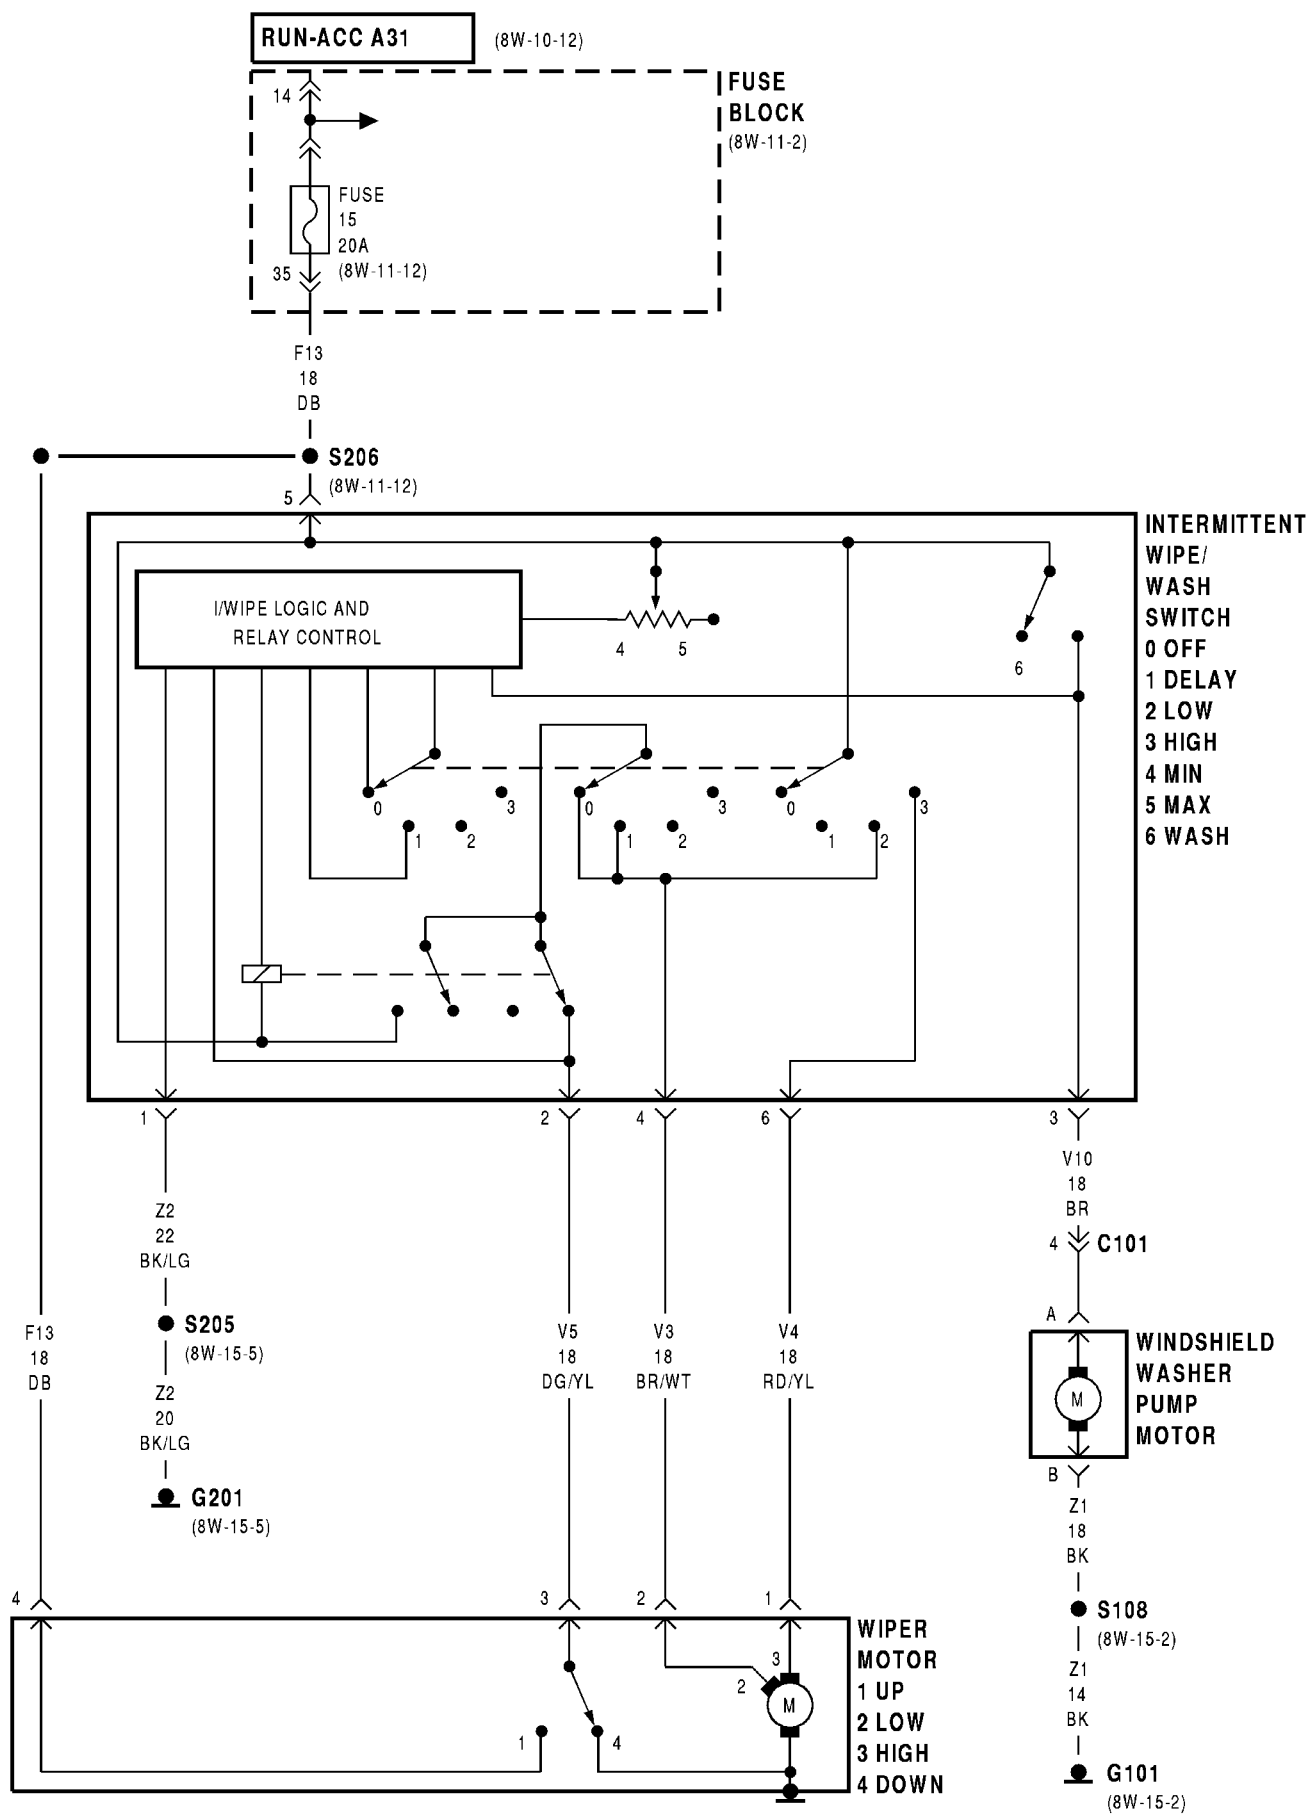 RUN-ACC A31
(8W-10-12)
FUSE
BLOCK
(8W-11-2)
14
FUSE
15
20A
(8W-11-12)
35
F13
18
DB
S206
(8W-11-12)
5
INTERMITTENT
WIPE/
WASH
SWITCH
0 OFF
1 DELAY
2 LOW
3 HIGH
4 MIN
5 MAX
6 WASH
I/WIPE LOGIC AND
RELAY CONTROL
4 5
6
0 3 0 3 0 3
1 2 1 2 1 2
1 2 4 6 3
V10
18
BR
4 C101
Z2
22
BK/LG
S205
(8W-15-5)
Z2
20
BK/LG
G201
(8W-15-5)
F13
18
DB
V5
18
DG/YL
V3
18
BR/WT
V4
18
RD/YL
A
WINDSHIELD
WASHER
PUMP
MOTOR
M
B
Z1
18
BK
S108
(8W-15-2)
Z1
14
BK
G101
(8W-15-2)
4 3 2 1
WIPER
MOTOR
1 UP
2 LOW
3 HIGH
4 DOWN
3
2
M
1 4